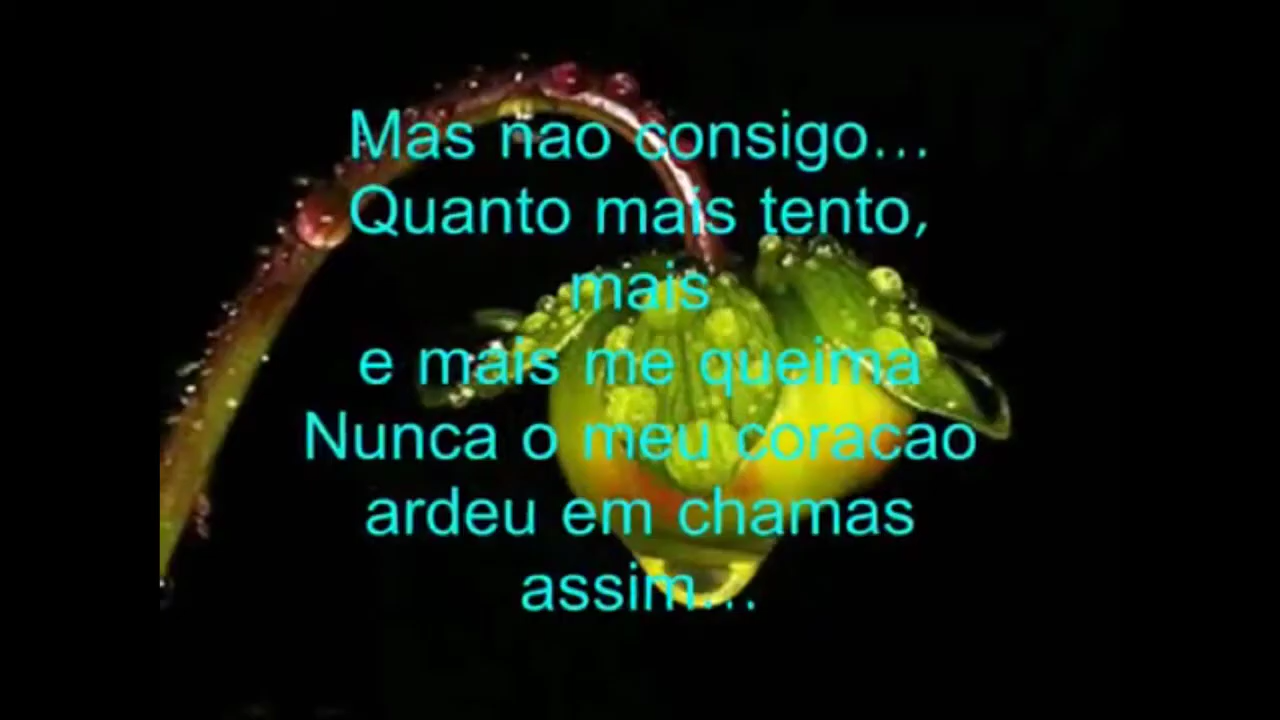 Mas nao consigo...
Quanto mais tento,
mais
e mais me queima
Nunca o meu coracao
ardeu em chamas
assim...